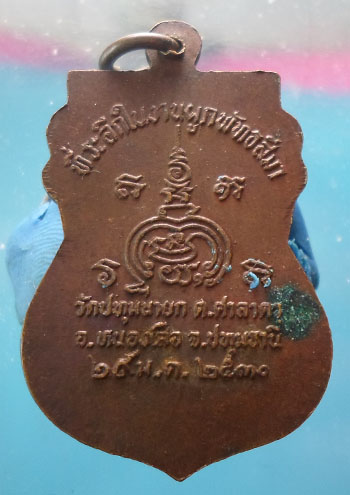 ที่ระลึกในงานผูกพัทธสีมา
วัดปทุมนายก ต.ศาลาครุ
อ.หนองเสือ จ.ปทุมธานี
๒๕ ม.ค. ๒๕๓๐